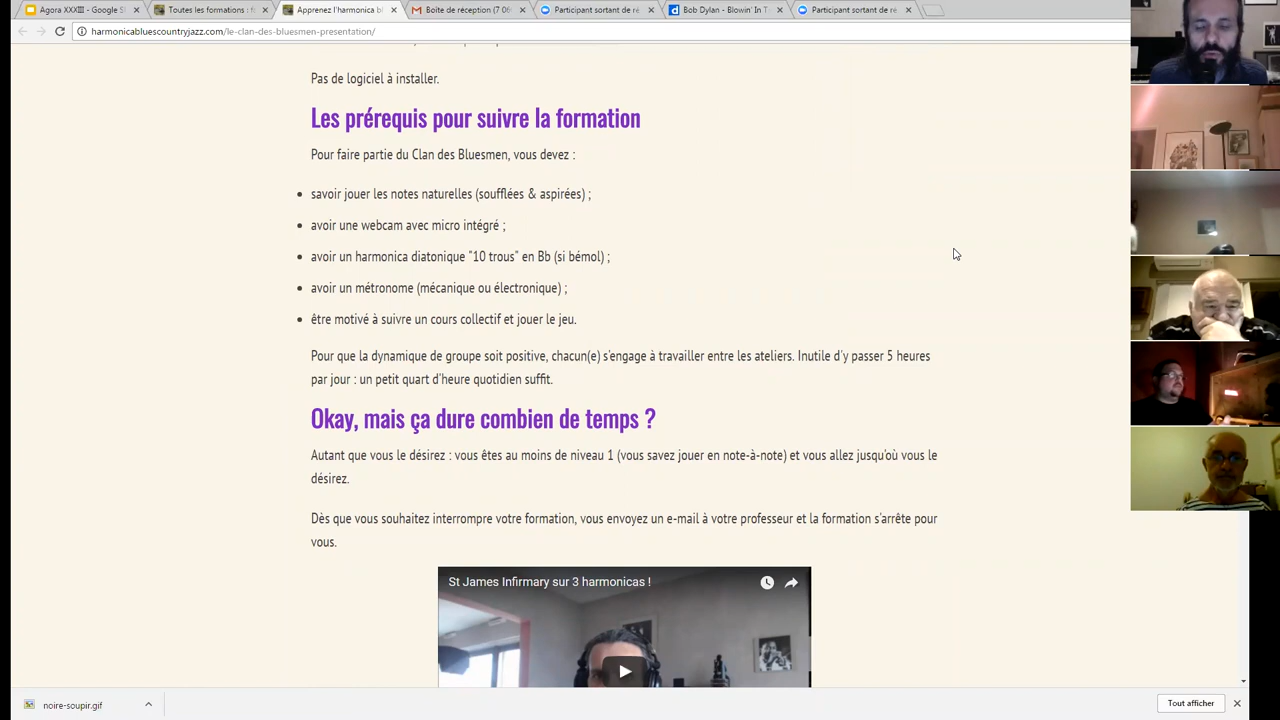 Agora XXXIII - Google Sl
Toutes les formations : f
Apprenez l'harmonica bl
Boîte de réception (7 06
Participant sortant de ré
Bob Dylan - Blowin' In T
Participant sortant de ré
harmonicabluescountryjazz.com/le-clan-des-bluesmen-presentation/
Pas de logiciel à installer.
Les prérequis pour suivre la formation
Pour faire partie du Clan des Bluesmen, vous devez :
savoir jouer les notes naturelles (soufflées & aspirées) ;
avoir une webcam avec micro intégré ;
avoir un harmonica diatonique "10 trous" en Bb (si bémol) ;
avoir un métronome (mécanique ou électronique) ;
être motivé à suivre un cours collectif et jouer le jeu.
Pour que la dynamique de groupe soit positive, chacun(e) s'engage à travailler entre les ateliers. Inutile d'y passer 5 heures
par jour : un petit quart d'heure quotidien suffit.
Okay, mais ça dure combien de temps ?
Autant que vous le désirez : vous êtes au moins de niveau 1 (vous savez jouer en note-à-note) et vous allez jusqu'où vous le
désirez.
Dès que vous souhaitez interrompre votre formation, vous envoyez un e-mail à votre professeur et la formation s'arrête pour
vous.
St James Infirmary sur 3 harmonicas !
noire-soupir.gif
Tout afficher